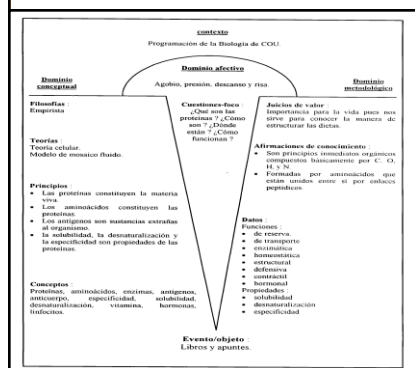 contexto
Programación de la Biología de COU.
Dominio afectivo
Agobio, presión, descanso y risa.
Dominio
conceptual
Filosofías :
Empirista
Teorías :
Teoría celular.
Modelo de mosaico fluido.
Principios :
• Las proteínas constituyen la materia
viva.
• Los aminoácidos constituyen las
proteínas.
• Los antígenos son sustancias extrañas
al organismo.
• la solubilidad, la desnaturalización y
la especificidad son propiedades de las
proteínas.
Conceptos :
Proteínas, aminoácidos, enzimas, antígenos,
anticuerpo, especificidad, solubilidad,
desnaturalización, vitamina, hormonas,
linfocitos.
Cuestiones-foco :
¿Qué son las
proteínas ? ¿Cómo
son ? ¿Dónde
están ? ¿Cómo
funcionan ?
Dominio
metodológico
Juicios de valor :
Importancia para la vida pues nos
sirve para conocer la manera de
estructurar las dietas.
Afirmaciones de conocimiento :
• Son principios inmediatos orgánicos
compuestos básicamente por C, O,
H, y N.
• Formadas por aminoácidos que
están unidos entre sí por enlaces
peptídicos.
Datos :
Funciones :
• de reserva.
• de transporte
• enzimática
• homeostática
• estructural
• defensiva
• contráctil
• hormonal
Propiedades :
• solubilidad
• desnaturalización
• especificidad
Evento/objeto :
Libros y apuntes.